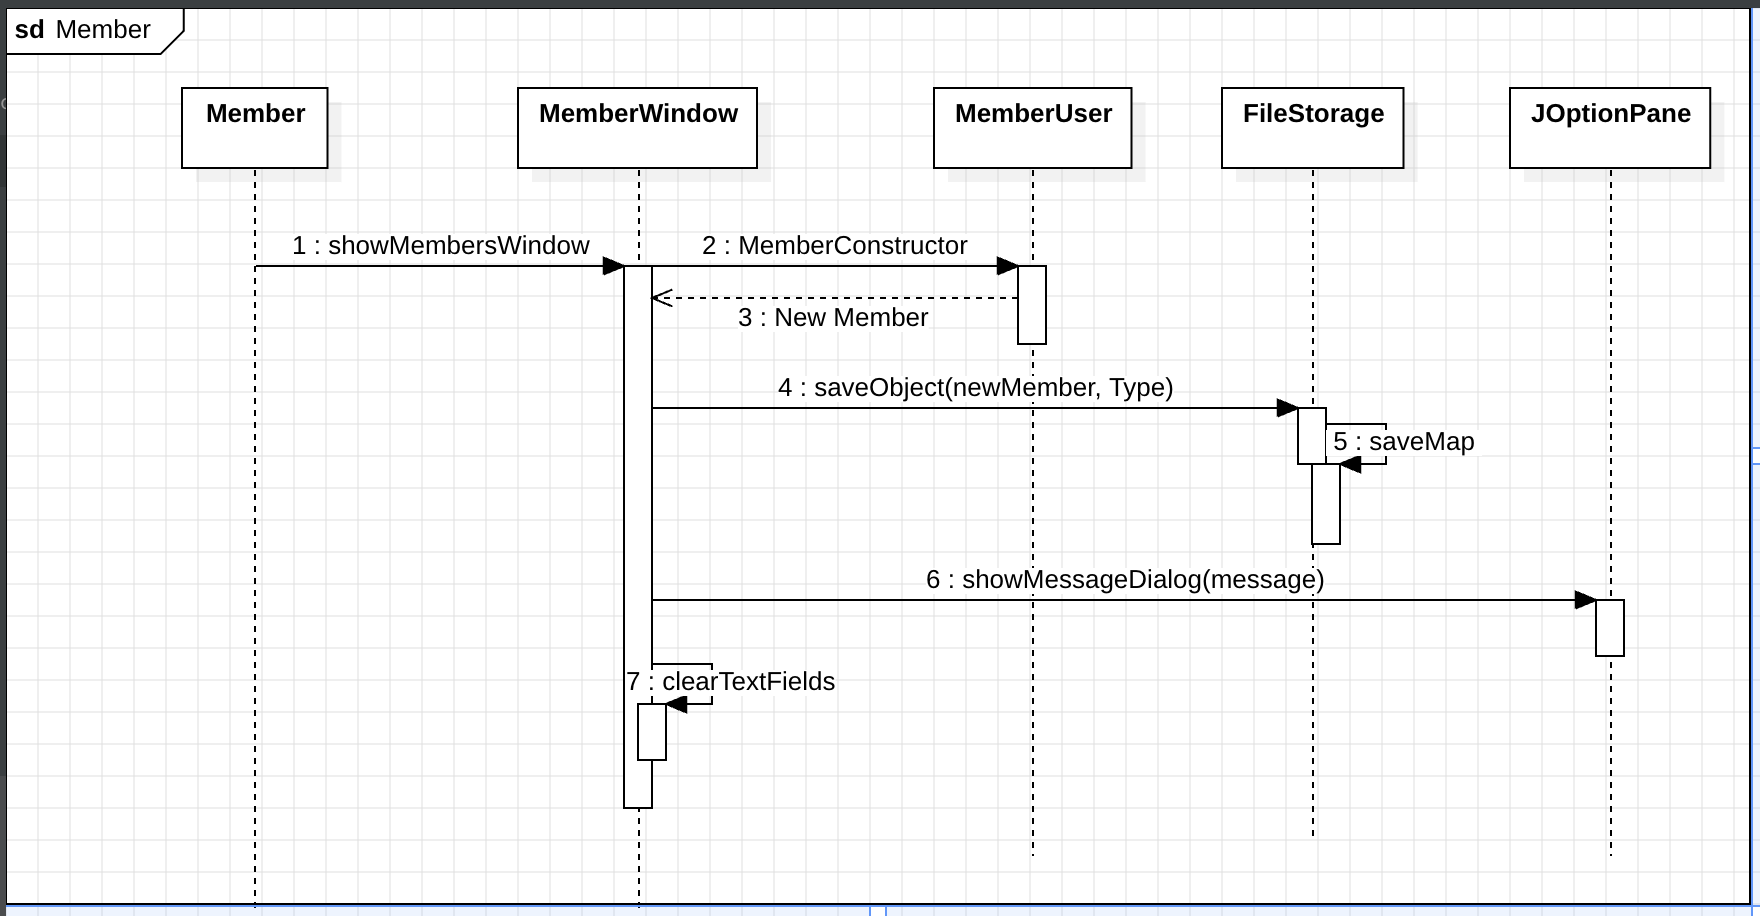 sd Member
Member
MemberWindow
MemberUser
FileStorage
JOptionPane
1 : showMembersWindow
2 : MemberConstructor
3 : New Member
4 : saveObject(newMember, Type)
5 : saveMap
6 : showMessageDialog(message)
7 : clearTextFields